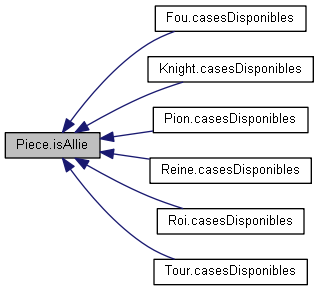 Fou.casesDisponibles
Knight.casesDisponibles
Piece.isAllie
Pion.casesDisponibles
Reine.casesDisponibles
Roi.casesDisponibles
Tour.casesDisponibles